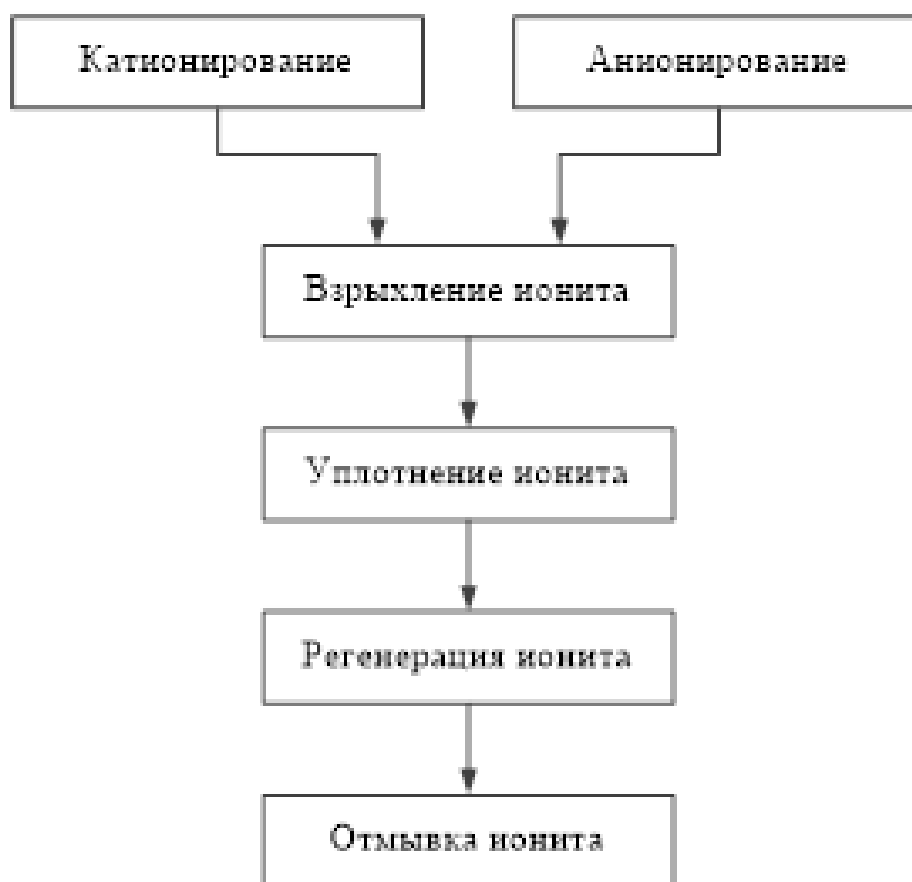 Катионирование
Анионирование
Взрыхление ионита
Уплотнение ионита
Регенерация ионита
Отмывка ионита